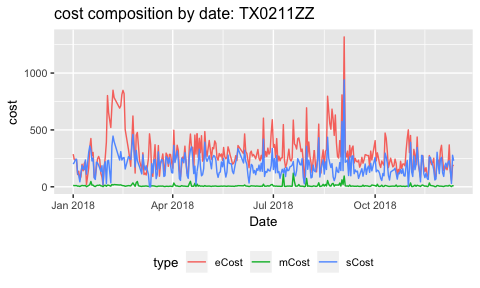 cost composition by date: TX0211ZZ
cost
1000
500
0
Jan 2018
Apr 2018
Jul 2018
Oct 2018
Date
type
eCost
mCost
sCost